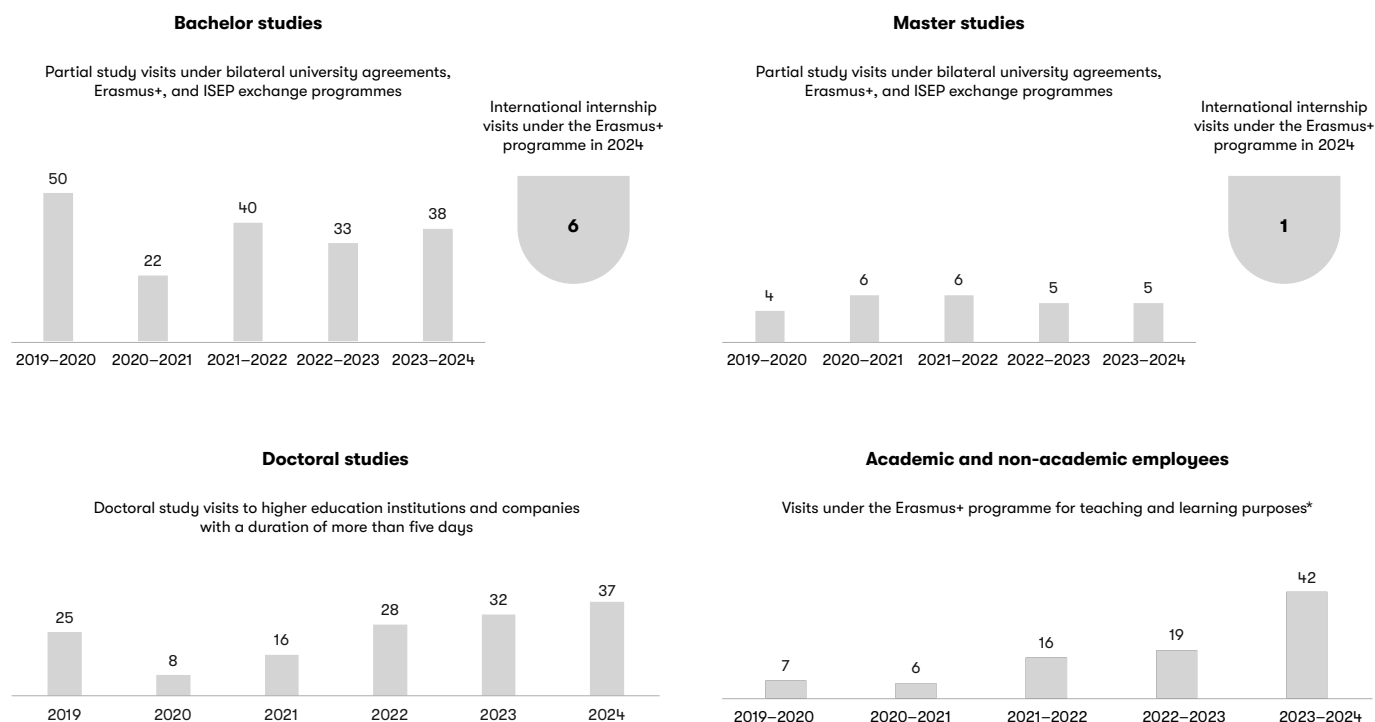 Bachelor studies
Partial study visits under bilateral university agreements,
Erasmus+, and ISEP exchange programmes
International internship
visits under the Erasmus+
programme in 2024
50
22
40
33
38
6
2019–2020 2020–2021 2021–2022 2022–2023 2023–2024
Master studies
Partial study visits under bilateral university agreements,
Erasmus+, and ISEP exchange programmes
International internship
visits under the Erasmus+
programme in 2024
4
6
6
5
5
1
2019–2020 2020–2021 2021–2022 2022–2023 2023–2024
Doctoral studies
Doctoral study visits to higher education institutions and companies
with a duration of more than five days
25
8
16
28
32
37
2019 2020 2021 2022 2023 2024
Academic and non-academic employees
Visits under the Erasmus+ programme for teaching and learning purposes*
7
6
16
19
42
2019–2020 2020–2021 2021–2022 2022–2023 2023–2024